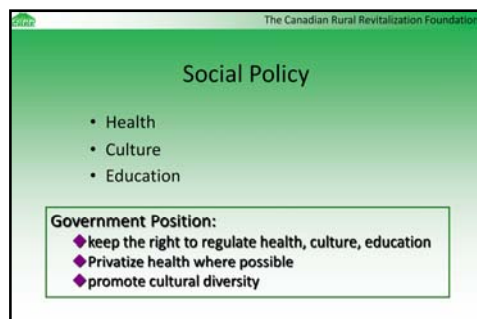 The Canadian Rural Revitalization Foundation
Social Policy
• Health
• Culture
• Education
Government Position:
◆keep the right to regulate health, culture, education
◆Privatize health where possible
◆promote cultural diversity